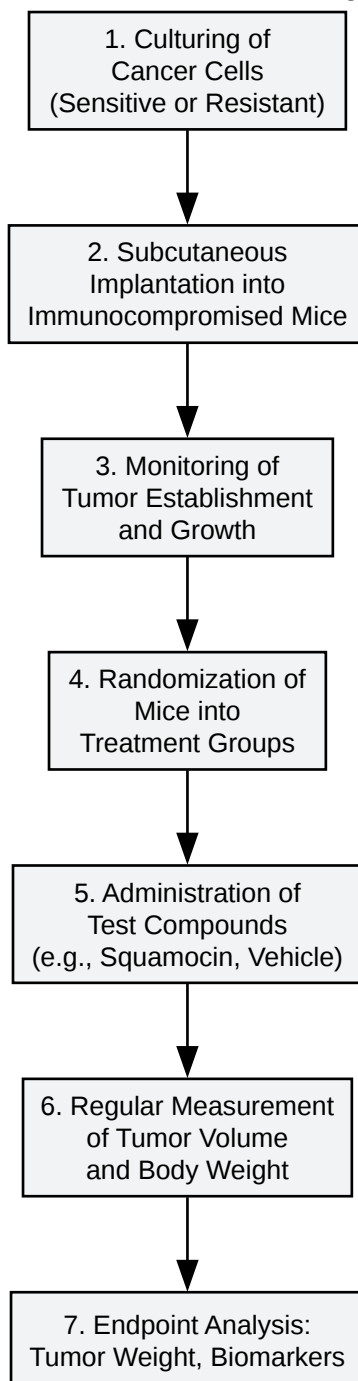 1. Culturing of
Cancer Cells
(Sensitive or Resistant)
2. Subcutaneous
Implantation into
Immunocompromised Mice
3. Monitoring of
Tumor Establishment
and Growth
4. Randomization of
Mice into
Treatment Groups
5. Administration of
Test Compounds
(e.g., Squamocin, Vehicle)
6. Regular Measurement
of Tumor Volume
and Body Weight
7. Endpoint Analysis:
Tumor Weight, Biomarkers